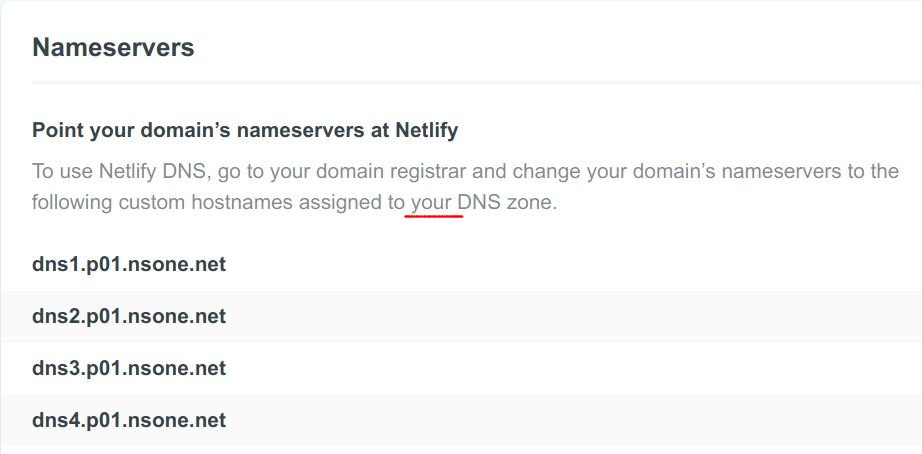 Nameservers
Point your domain’s nameservers at Netlify
To use Netlify DNS, go to your domain registrar and change your domain’s nameservers to the
following custom hostnames assigned to your DNS zone.
dns1.p01.nsone.net
dns2.p01.nsone.net
dns3.p01.nsone.net
dns4.p01.nsone.net